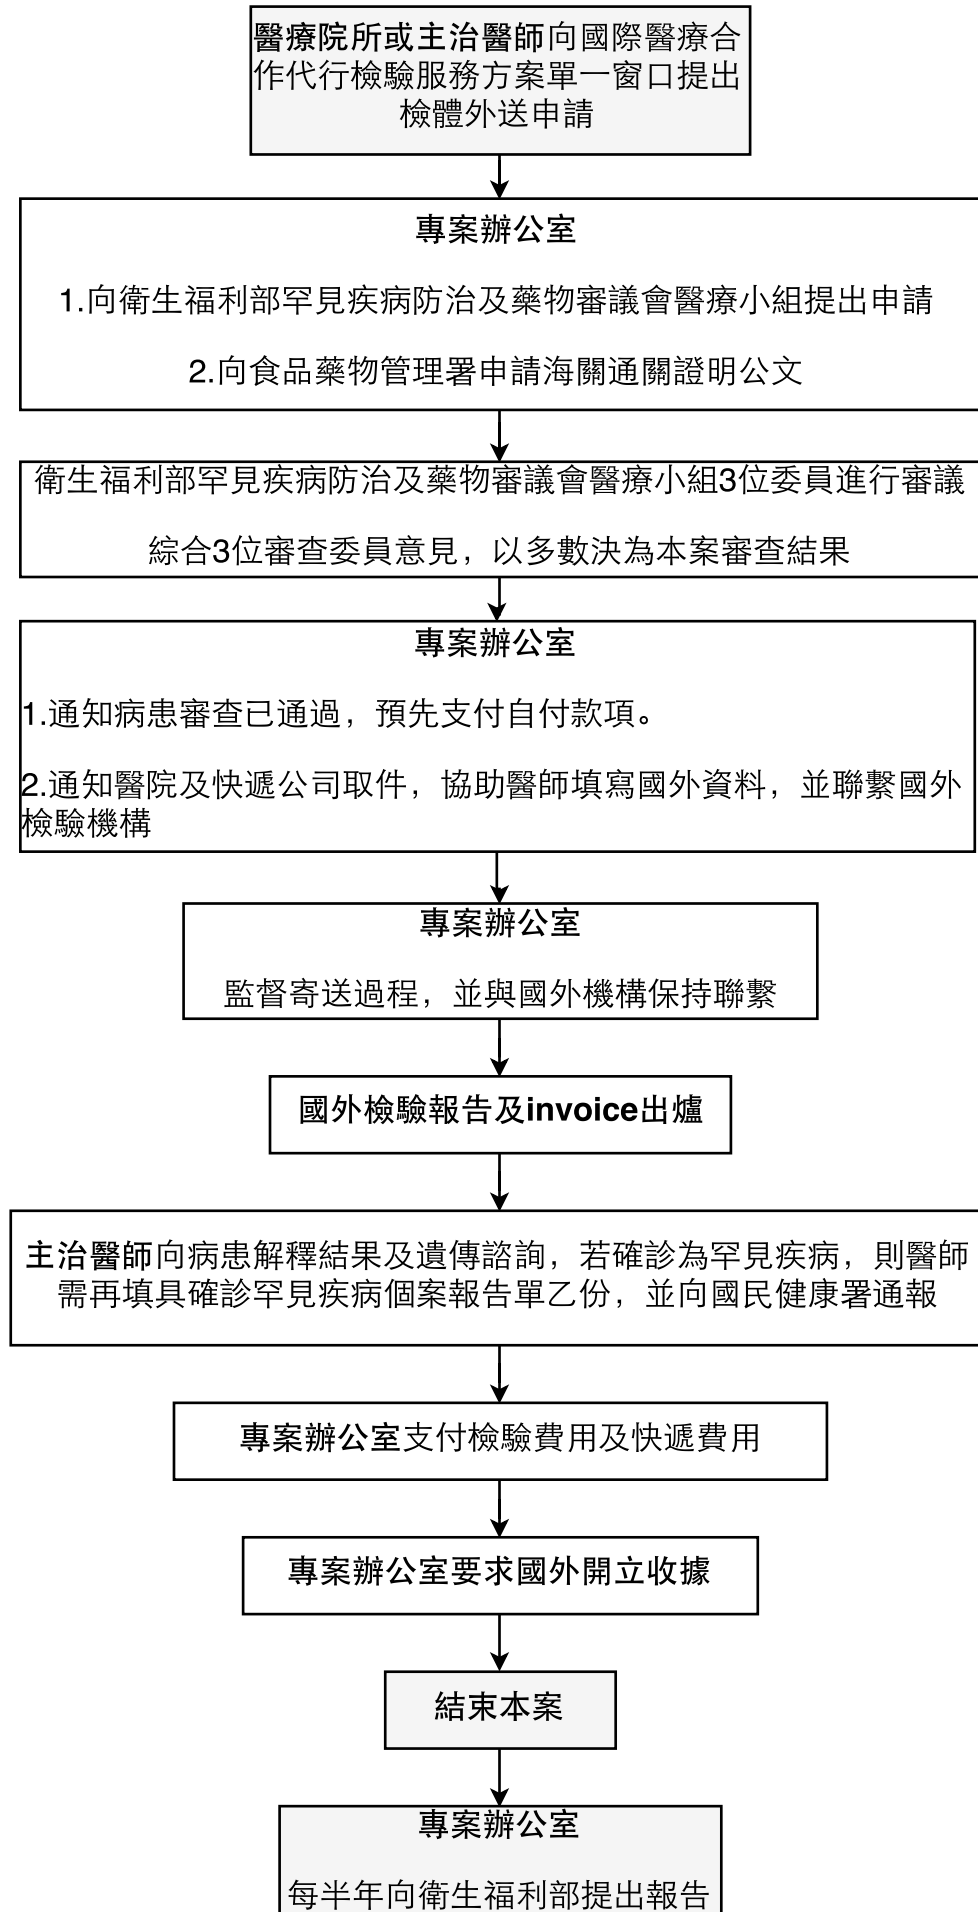 醫療院所或主治醫師向國際醫療合
作代行檢驗服務方案單一窗口提出
檢體外送申請
專案辦公室
1.向衛生福利部罕見疾病防治及藥物審議會醫療小組提出申請
2.向食品藥物管理署申請海關通關證明公文
衛生福利部罕見疾病防治及藥物審議會醫療小組3位委員進行審議
綜合3位審查委員意見，以多數決為本案審查結果
專案辦公室
1.通知病患審查已通過，預先支付自付款項。
2.通知醫院及快遞公司取件，協助醫師填寫國外資料，並聯繫國外
檢驗機構
專案辦公室
監督寄送過程，並與國外機構保持聯繫
國外檢驗報告及invoice出爐
主治醫師向病患解釋結果及遺傳諮詢，若確診為罕見疾病，則醫師
需再填具確診罕見疾病個案報告單乙份，並向國民健康署通報
專案辦公室支付檢驗費用及快遞費用
專案辦公室要求國外開立收據
結束本案
專案辦公室
每半年向衛生福利部提出報告